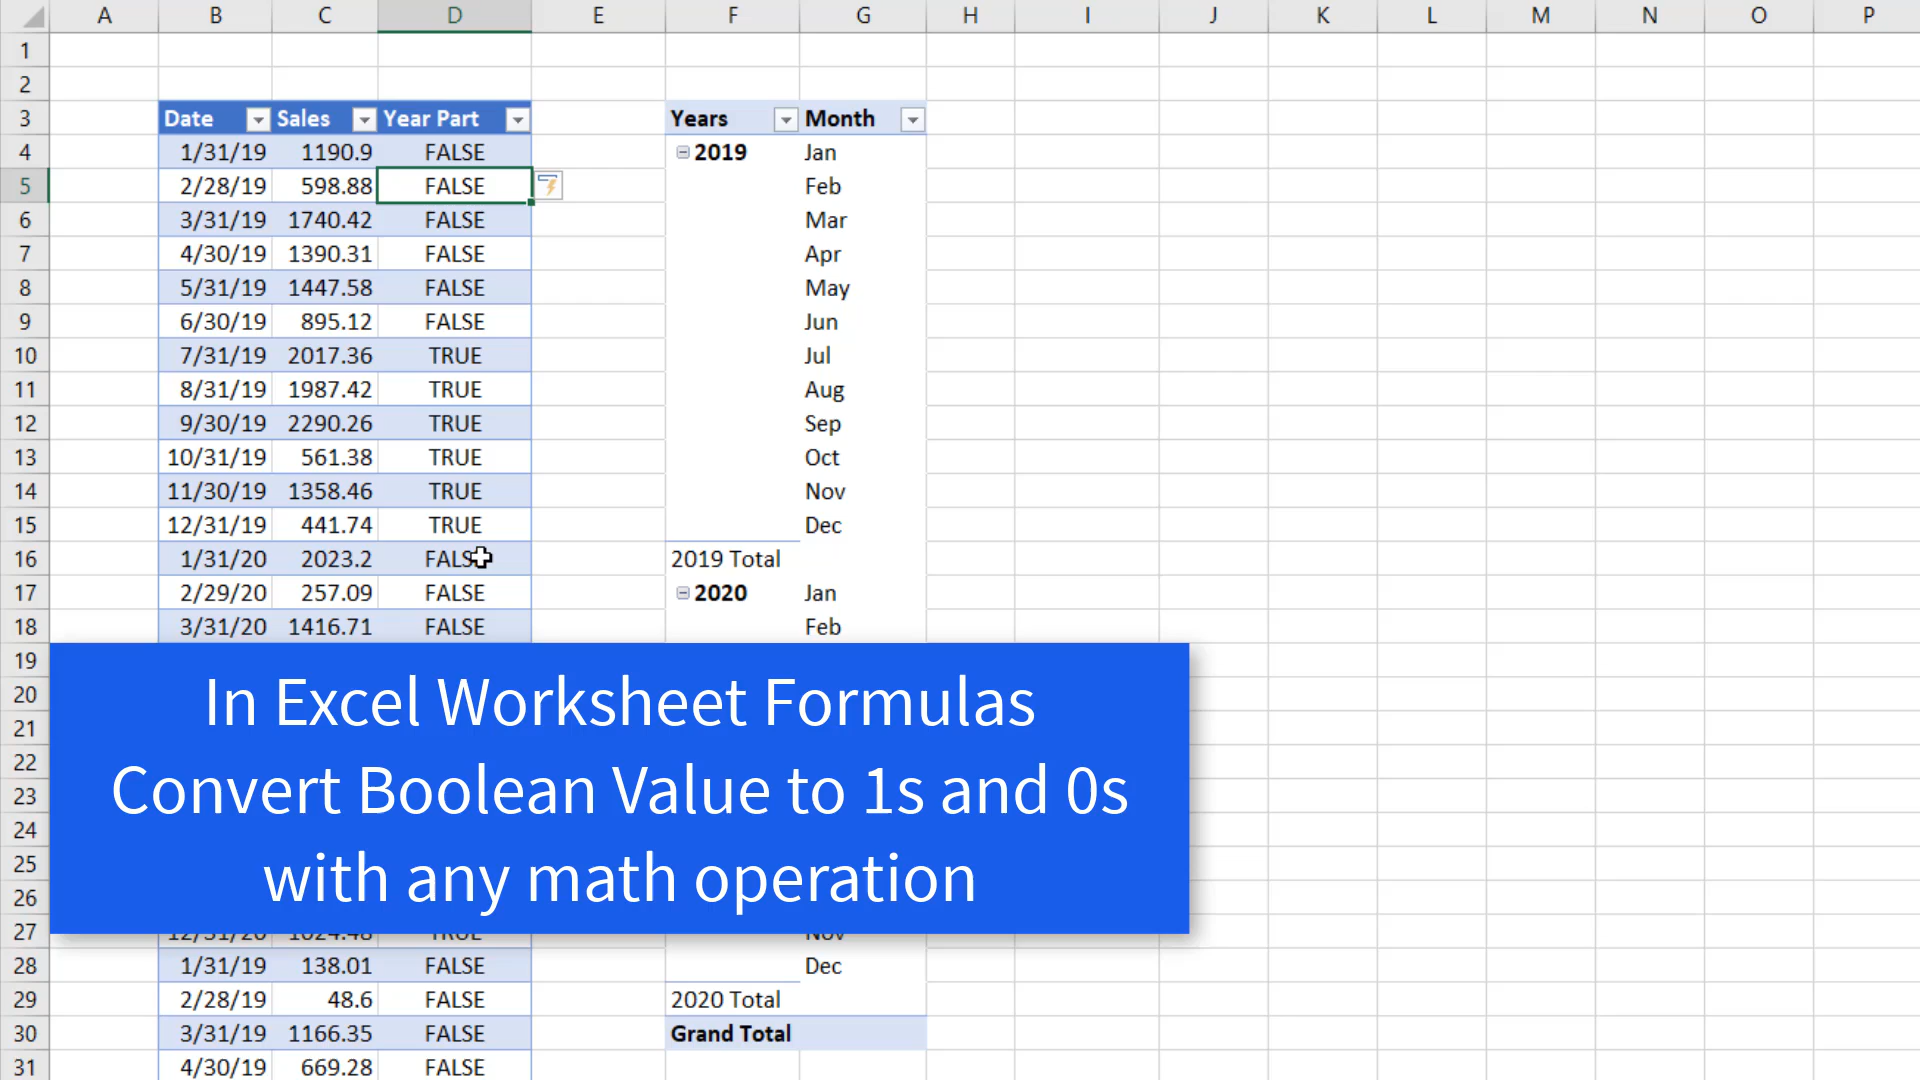 A B C D E F G H I J K L M N O P
1
2
3 Date Sales Year Part Years Month
4 1/31/19 1190.9 FALSE 2019 Jan
5 2/28/19 598.88 FALSE Feb
6 3/31/19 1740.42 FALSE Mar
7 4/30/19 1390.31 FALSE Apr
8 5/31/19 1447.58 FALSE May
9 6/30/19 895.12 FALSE Jun
10 7/31/19 2017.36 TRUE Jul
11 8/31/19 1987.42 TRUE Aug
12 9/30/19 2290.26 TRUE Sep
13 10/31/19 561.38 TRUE Oct
14 11/30/19 1358.46 TRUE Nov
15 12/31/19 441.74 TRUE Dec
16 1/31/20 2023.2 FALSE 2019 Total
17 2/29/20 257.09 FALSE 2020 Jan
18 3/31/20 1416.71 FALSE Feb
19
20
21
22
23
24
25
26
In Excel Worksheet Formulas
Convert Boolean Value to 1s and 0s
with any math operation
27 12/31/20 TRUE Nov
28 1/31/19 138.01 FALSE Dec
29 2/28/19 48.6 FALSE 2020 Total
30 3/31/19 1166.35 FALSE Grand Total
31 4/30/19 669.28 FALSE